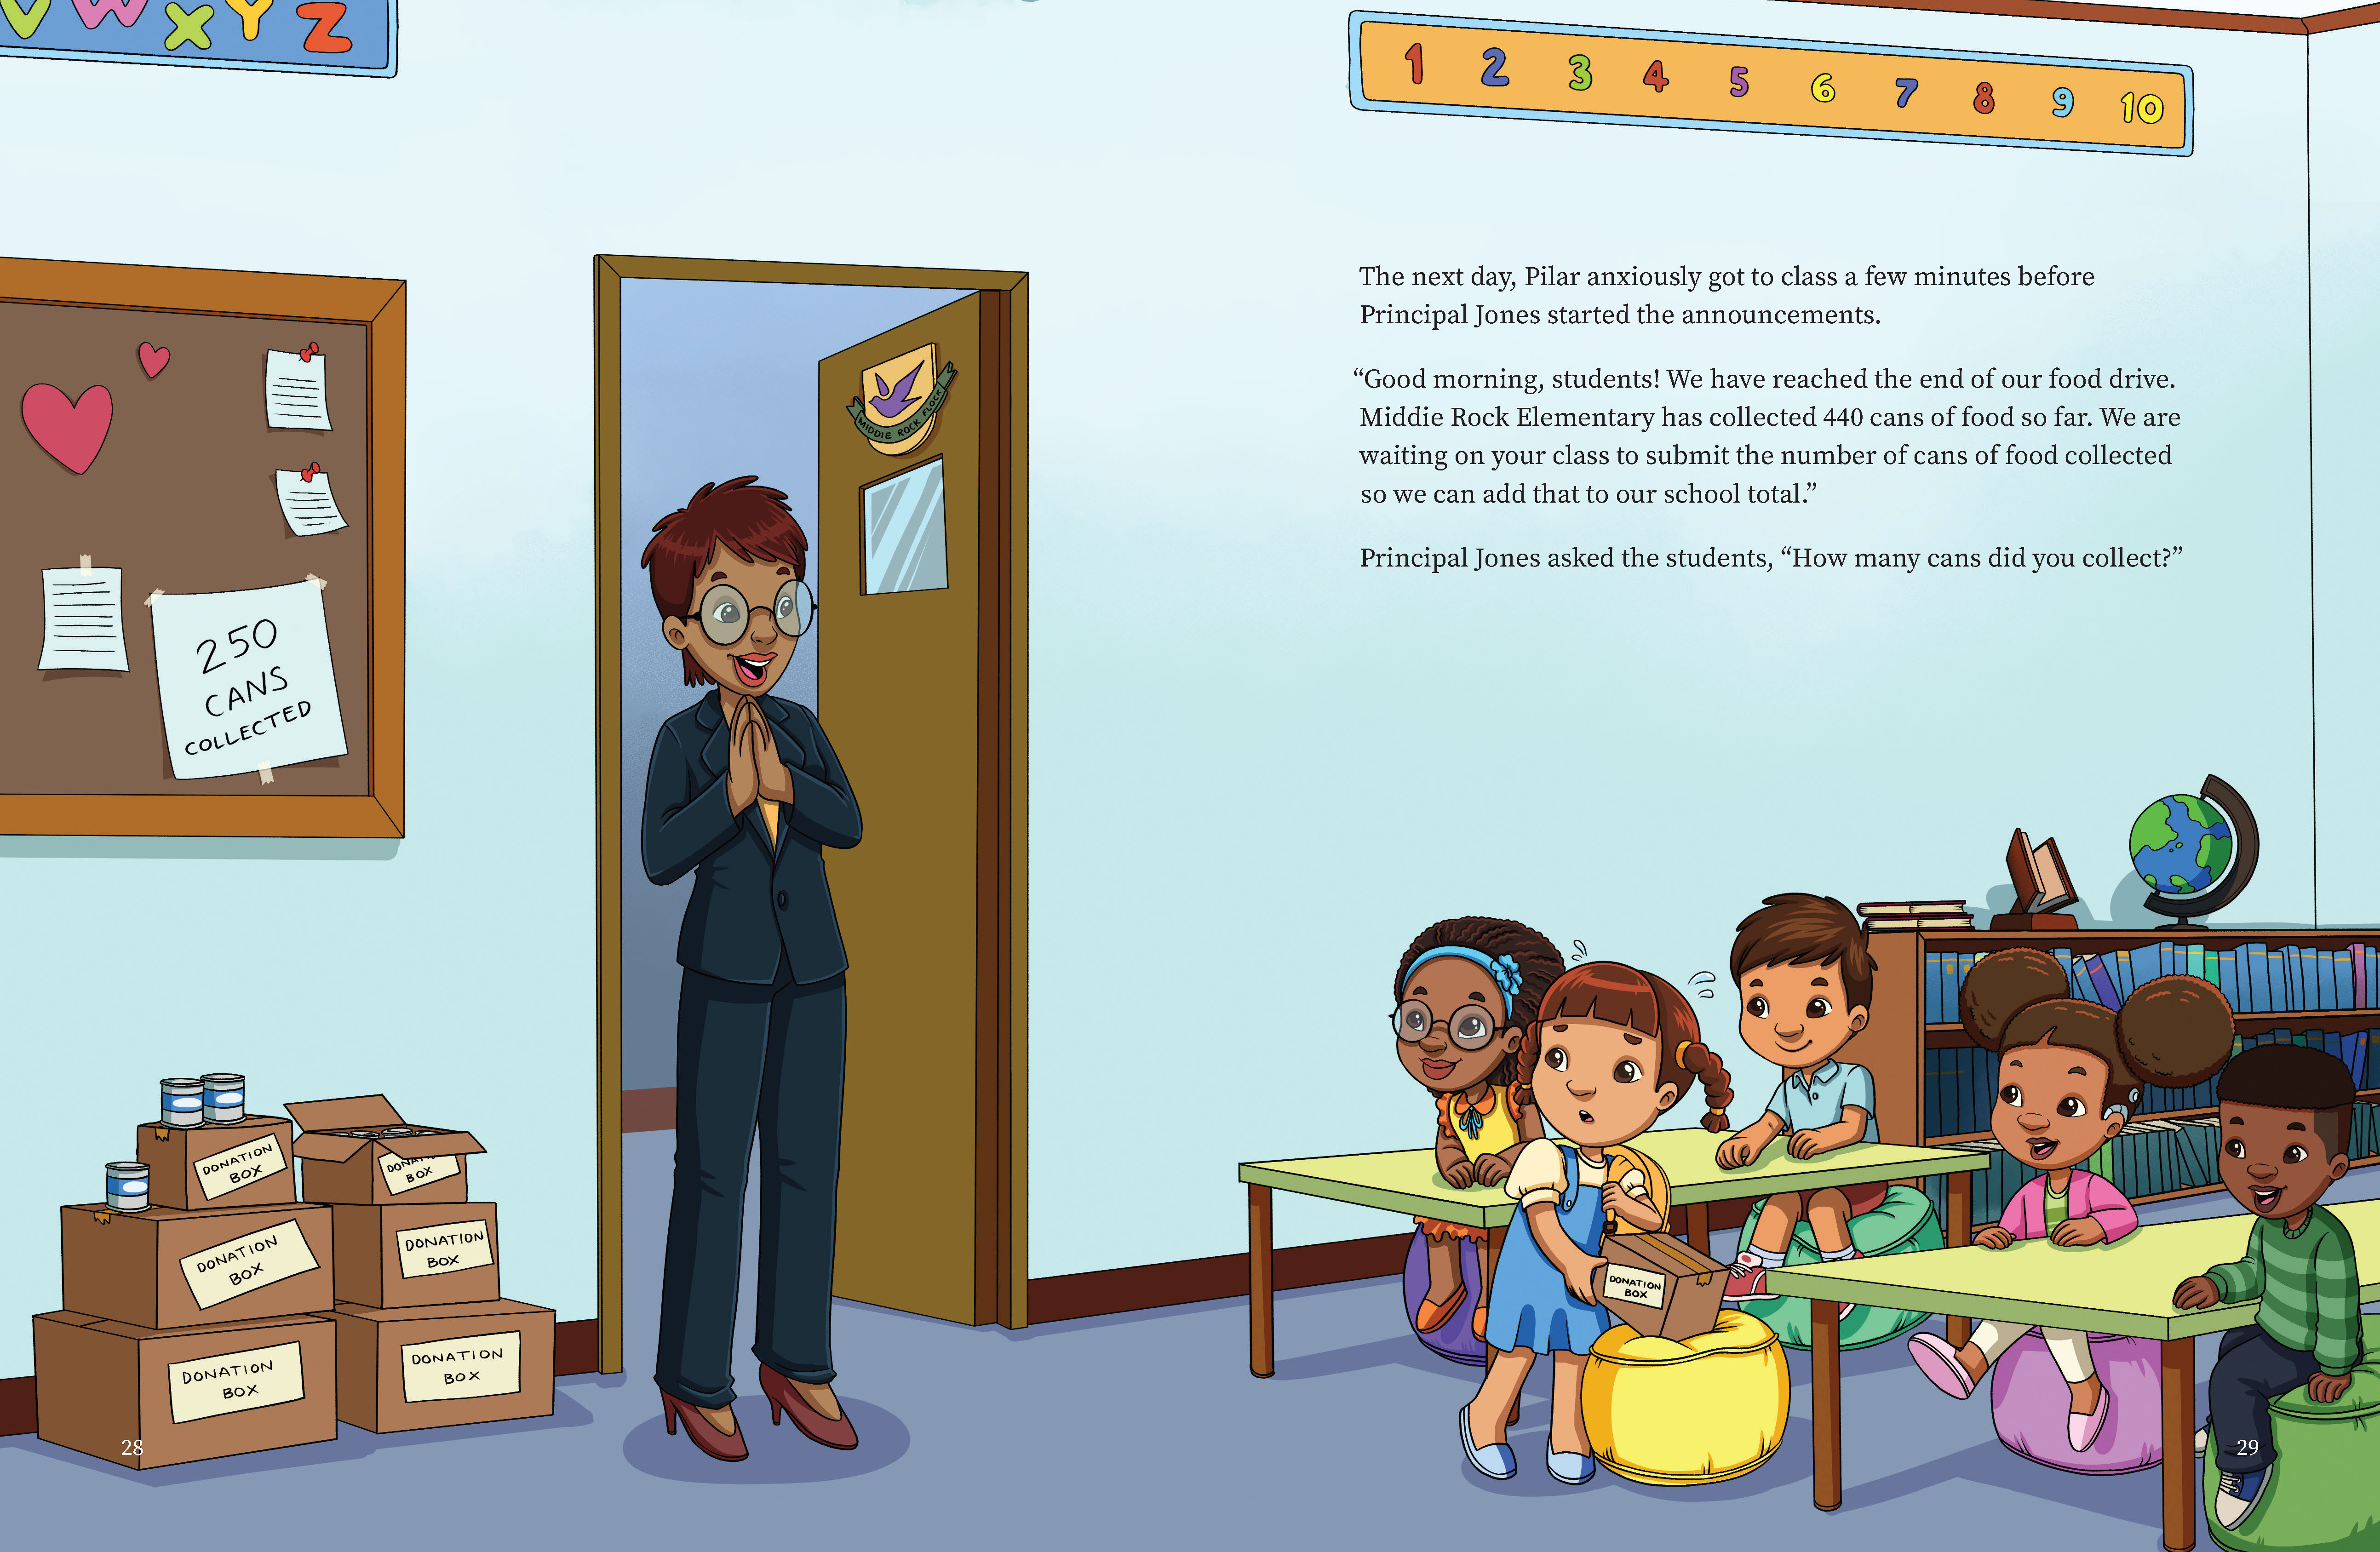 V W X Y Z
1 2 3 4 5 6 7 8 9 10
The next day, Pilar anxiously got to class a few minutes before
Principal Jones started the announcements.
“Good morning, students! We have reached the end of our food drive.
Middie Rock Elementary has collected 440 cans of food so far. We are
waiting on your class to submit the number of cans of food collected
so we can add that to our school total.”
Principal Jones asked the students, “How many cans did you collect?”
MIDDIE ROCK FLOCK
250
CANS
COLLECTED
DONATION
BOX
DONATION
BOX
DONATION
BOX
DONATION
BOX
DONATION
BOX
DONATION
BOX
DONATION
BOX
28
29